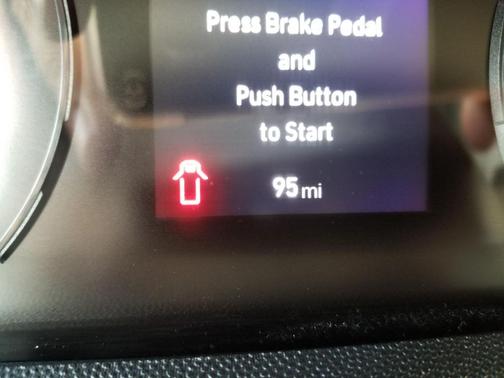 Press Brake Pedal
and
Push Button
to Start
95 mi